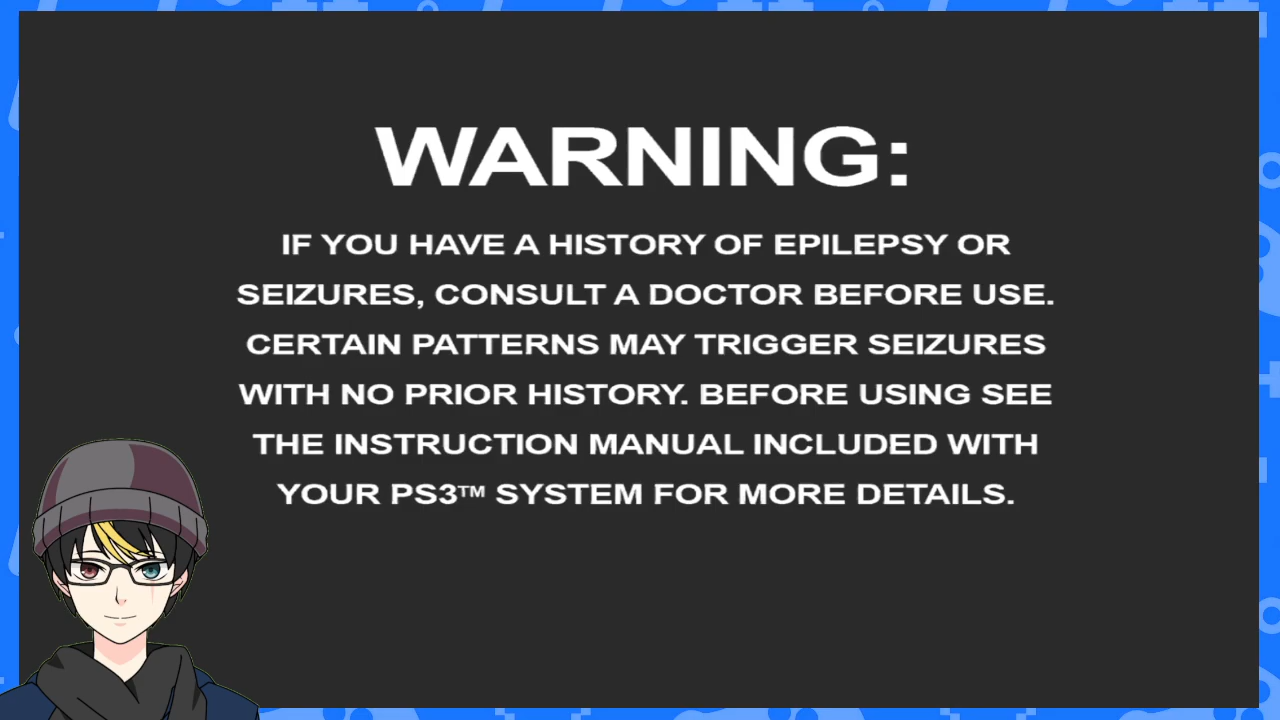 WARNING:
IF YOU HAVE A HISTORY OF EPILEPSY OR
SEIZURES, CONSULT A DOCTOR BEFORE USE.
CERTAIN PATTERNS MAY TRIGGER SEIZURES
WITH NO PRIOR HISTORY. BEFORE USING SEE
THE INSTRUCTION MANUAL INCLUDED WITH
YOUR PS3™ SYSTEM FOR MORE DETAILS.